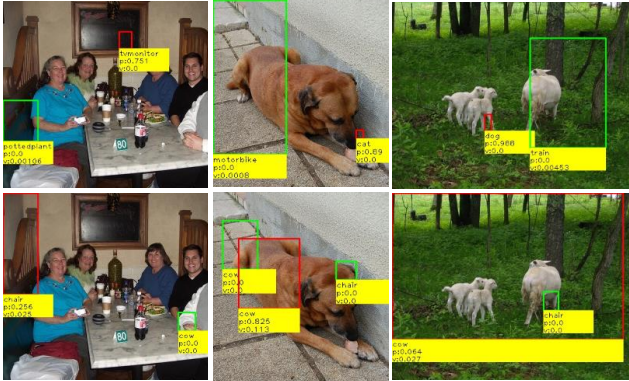 tvmonitor
p:0.751
v:0.0
pottedplant
p:0.0
v:0.00106
80
motorbike
p:0.0
v:0.0008
cat
p:0.89
v:0.0
dog
p:0.988
v:0.0
train
p:0.0
v:0.00453
chair
p:0.256
v:0.025
80
cow
p:0.0
v:0.0
cow
p:0.0
v:0.0
chair
p:0.0
v:0.0
cow
p:0.825
v:0.113
chair
p:0.0
v:0.0
cow
p:0.064
v:0.027